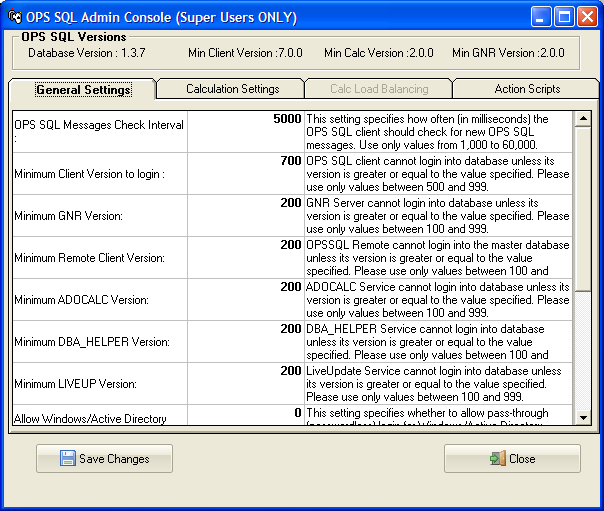 OPS SQL Admin Console (Super Users ONLY)
OPS SQL Versions
Database Version : 1.3.7 Min Client Version :7.0.0 Min Calc Version :2.0.0 Min GNR Version :2.0.0
General Settings Calculation Settings Calc Load Balancing Action Scripts
OPS SQL Messages Check Interval
:
5000
This setting specifies how often (in milliseconds) the
OPS SQL client should check for new OPS SQL
messages. Use only values from 1,000 to 60,000.
Minimum Client Version to login :
700
OPS SQL client cannot login into database unless its
version is greater or equal to the value specified. Please
use only values between 500 and 999.
Minimum GNR Version:
200
GNR Server cannot login into database unless its
version is greater or equal to the value specified. Please
use only values between 100 and 999.
Minimum Remote Client Version:
200
OPSSQL Remote cannot login into the master database
unless its version is greater or equal to the value
specified. Please use only values between 100 and
Minimum ADOCALC Version:
200
ADOCALC Service cannot login into database unless its
version is greater or equal to the value specified. Please
use only values between 100 and 999.
Minimum DBA_HELPER Version:
200
DBA_HELPER Service cannot login into database
unless its version is greater or equal to the value
specified. Please use only values between 100 and
Minimum LIVEUP Version:
200
LiveUpdate Service cannot login into database unless
its version is greater or equal to the value specified.
Please use only values between 100 and 999.
Allow Windows/Active Directory
0
This setting specifies whether to allow pass-through
(passwordless) login for Windows/Active Directory
Save Changes Close